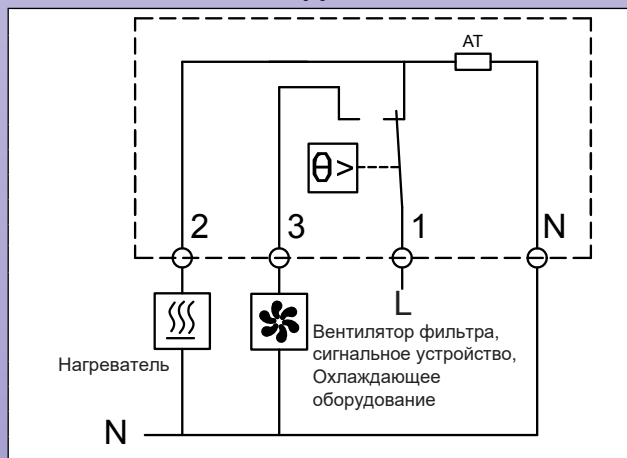 AT
θ>
2 3 1 N
L
Нагреватель
Вентилятор фильтра,
сигнальное устройство,
Охлаждающее
оборудование
N